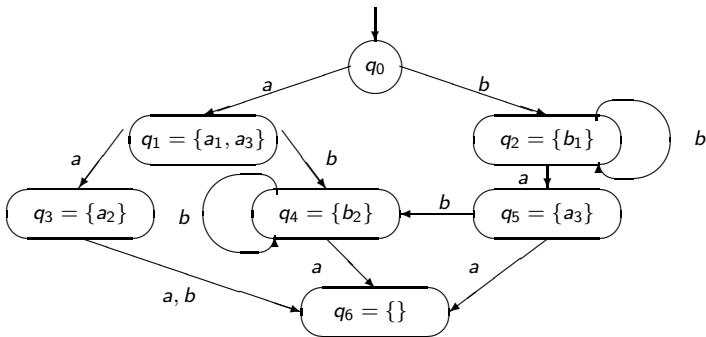 q0
a
b
q1 = {a1, a3}
q2 = {b1}
b
a
b
a
q3 = {a2}
b
q4 = {b2}
b
q5 = {a3}
a, b
a
a
q6 = {}